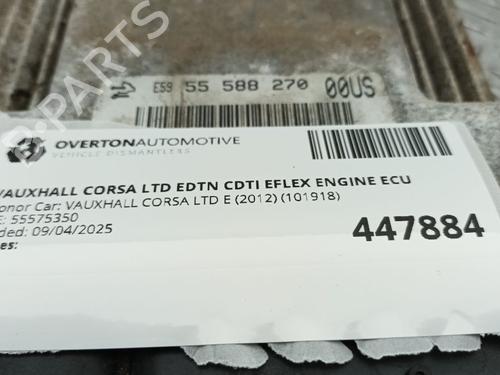 E59 55 588 270 00US
OVERTONAUTOMOTIVE
VEHICLE DISMANTLERS
VAUXHALL CORSA LTD EDTN CDTI EFLEX ENGINE ECU
onor Car: VAUXHALL CORSA LTD E (2012) (101918)
E: 55575350
ded: 09/04/2025
es:
447884
B-PARTS